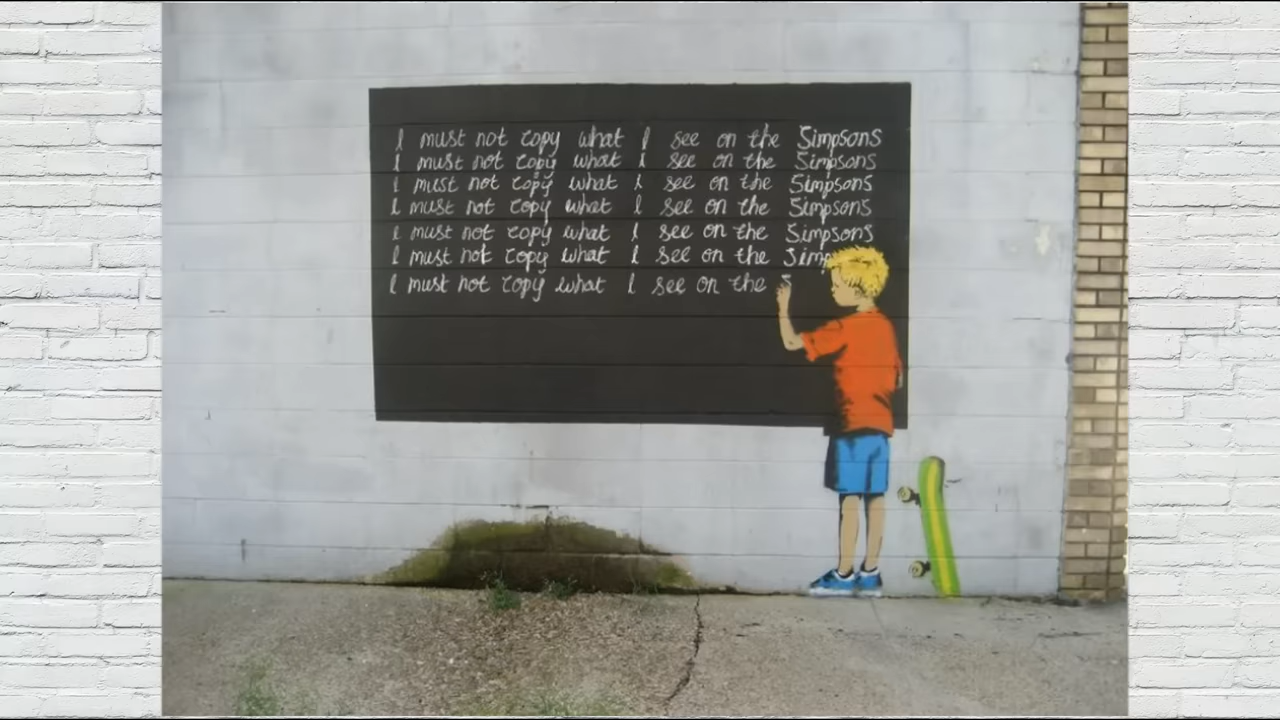 I must not copy what I see on the Simpsons
I must not copy what I see on the Simpsons
I must not copy what I see on the Simpsons
I must not copy what I see on the Simpsons
I must not copy what I see on the Simpsons
I must not copy what I see on the Simp
I must not copy what I see on the S